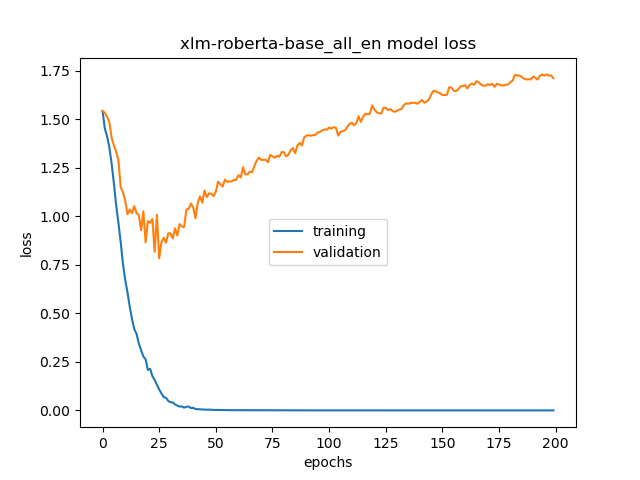 xlm-roberta-base_all_en model loss
1.75
1.50
1.25
1.00
0.75
0.50
0.25
0.00
loss
training
validation
0 25 50 75 100 125 150 175 200
epochs